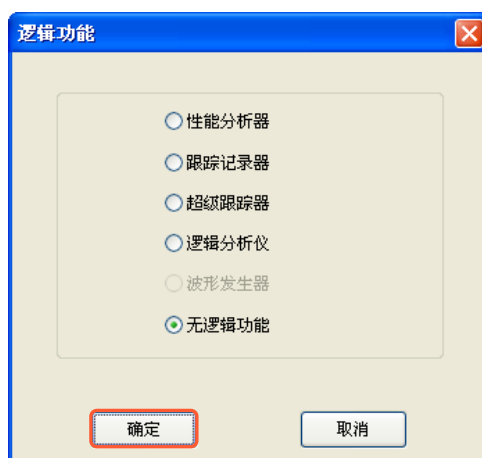 逻辑功能
性能分析器
跟踪记录器
超级跟踪器
逻辑分析仪
波形发生器
无逻辑功能
确定
取消